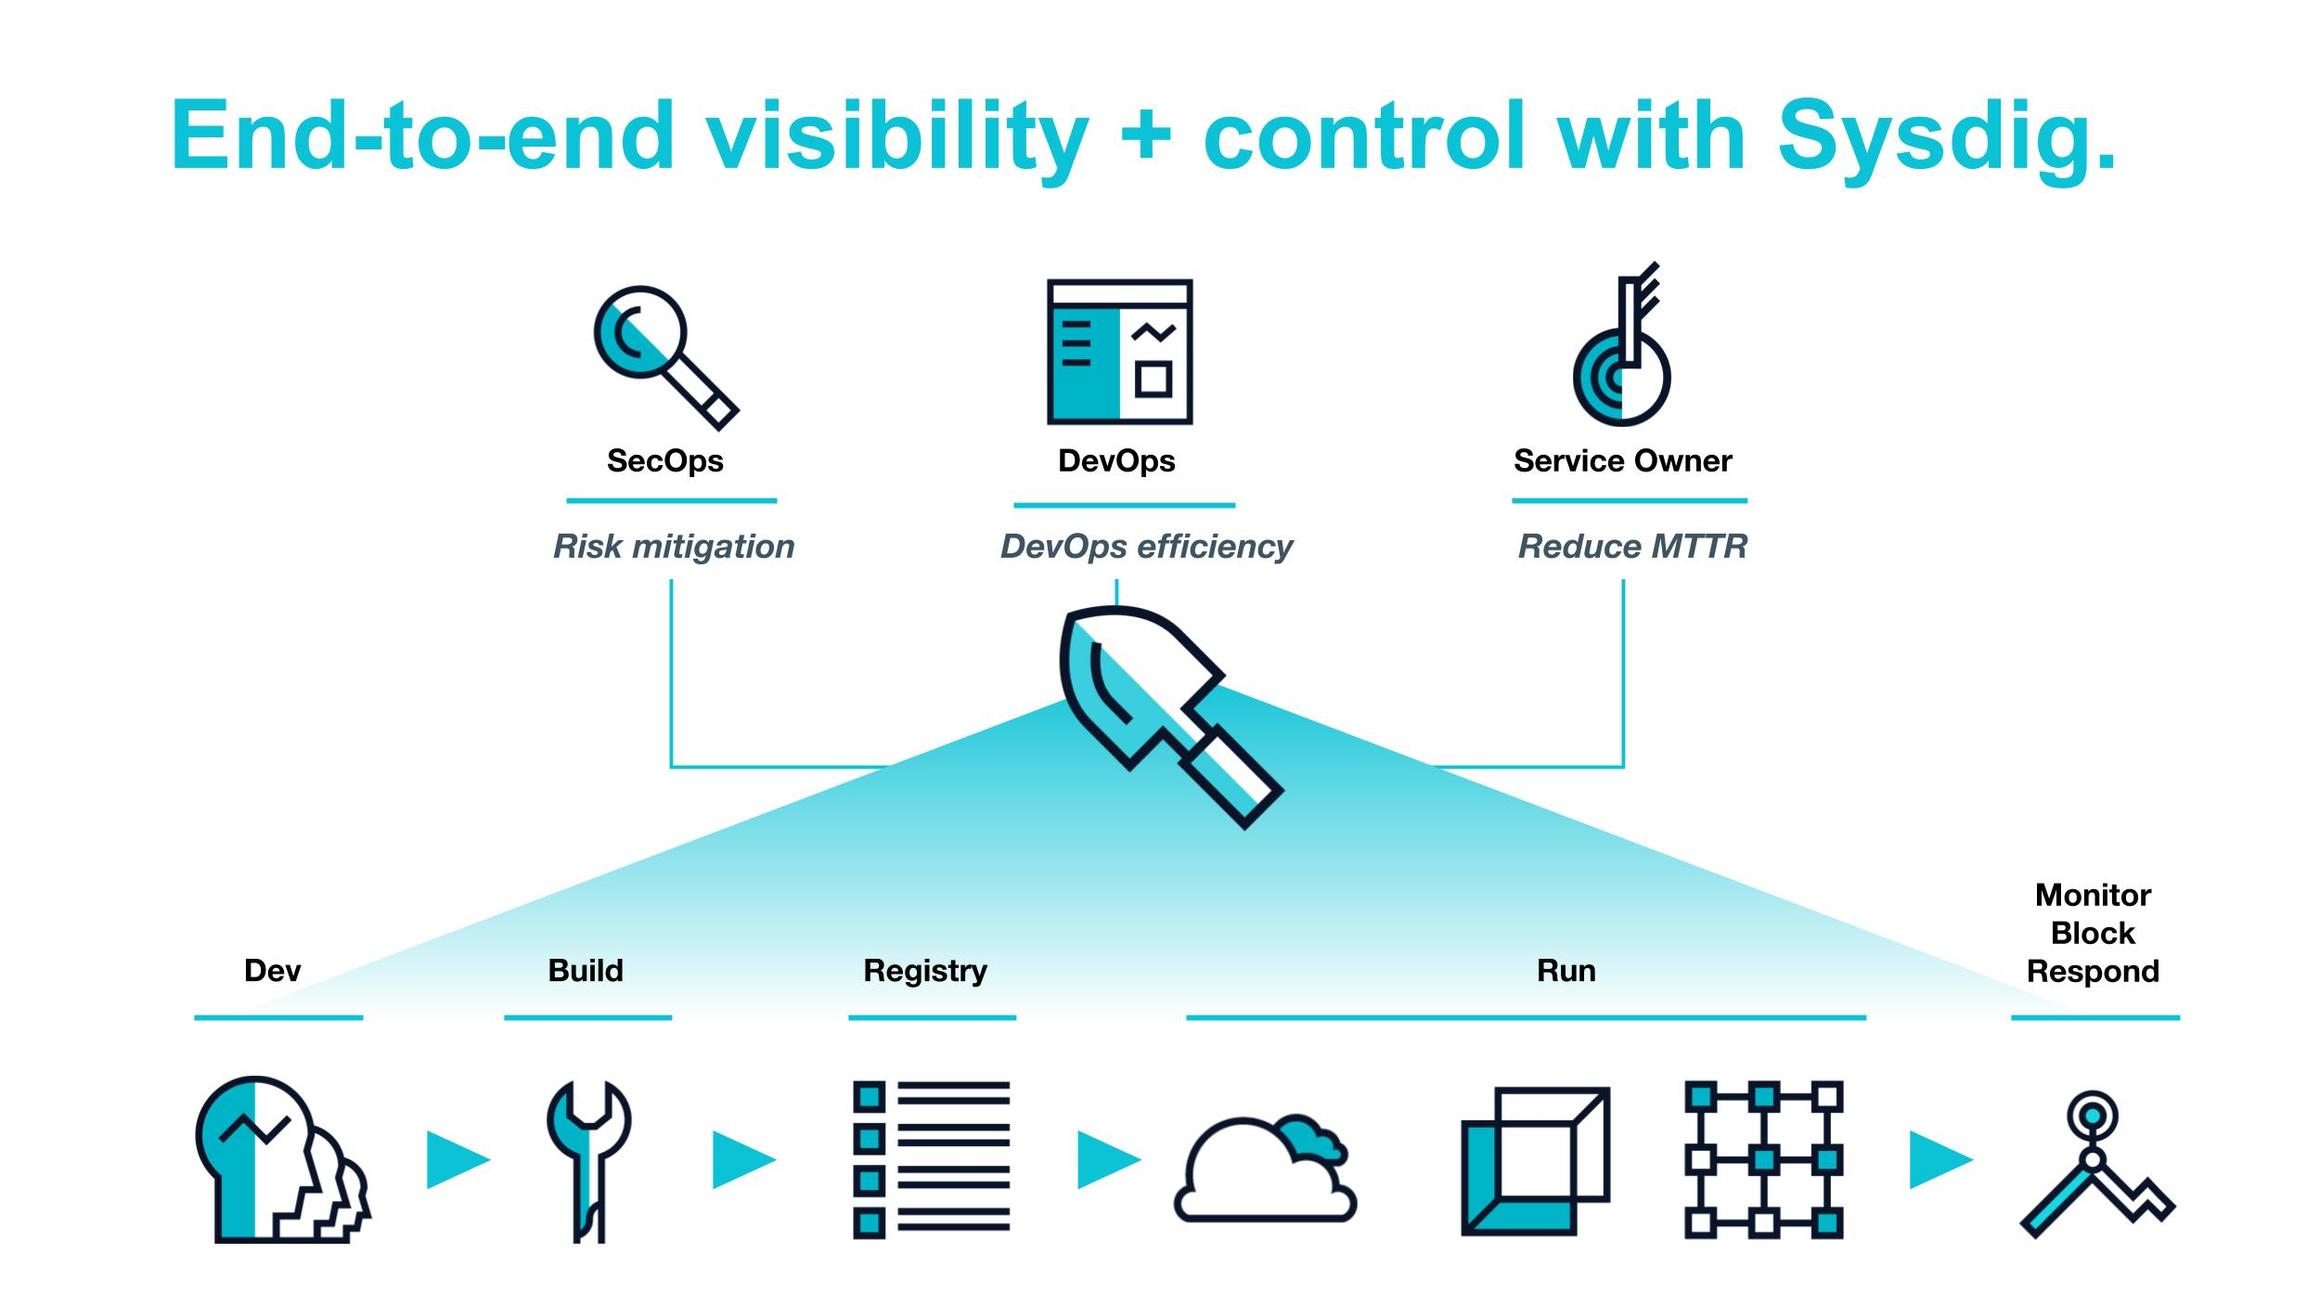 End-to-end visibility + control with Sysdig.
SecOps
DevOps
Service Owner
Risk mitigation
DevOps efficiency
Reduce MTTR
Dev
Build
Registry
Run
Monitor
Block
Respond